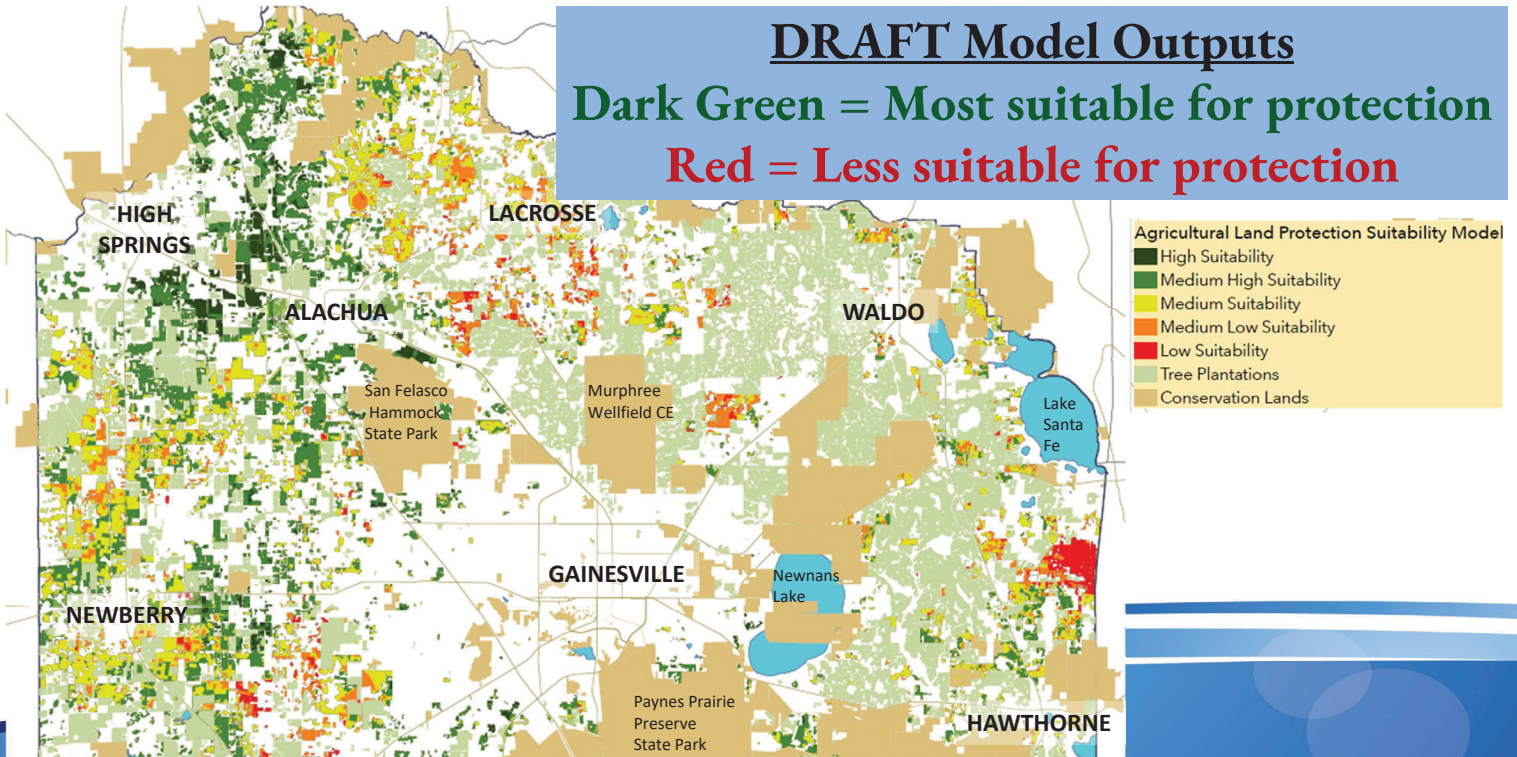 DRAFT Model Outputs
Dark Green = Most suitable for protection
Red = Less suitable for protection
HIGH
SPRINGS
LACROSSE
ALACHUA
WALDO
San Felasco
Hammock
State Park
Murphree
Wellfield CE
Lake
Santa
Fe
GAINESVILLE
Newnans
Lake
NEWBERRY
Paynes Prairie
Preserve
State Park
HAWTHORNE
Agricultural Land Protection Suitability Model
High Suitability
Medium High Suitability
Medium Suitability
Medium Low Suitability
Low Suitability
Tree Plantations
Conservation Lands